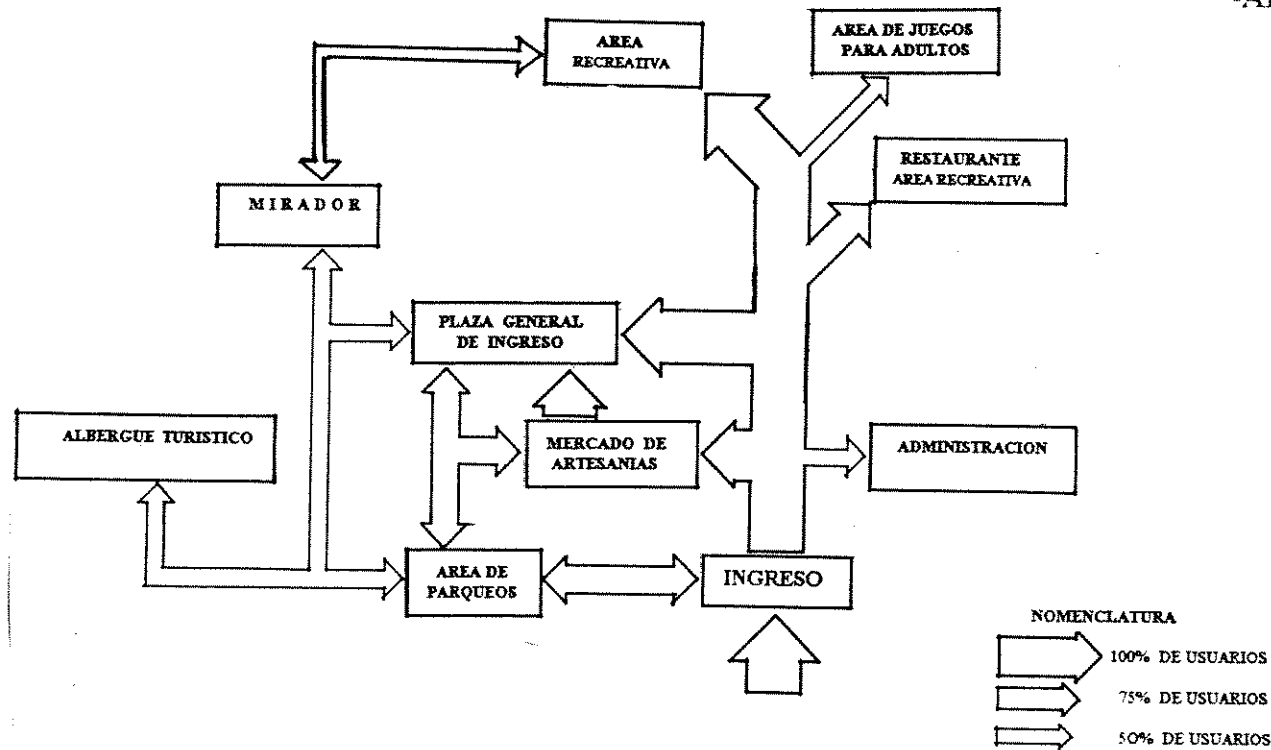 AREA
RECREATIVA
AREA DE JUEGOS
PARA ADULTOS
RESTAURANTE
AREA RECREATIVA
MIRADOR
PLAZA GENERAL
DE INGRESO
ALBERGUE TURISTICO
MERCADO DE
ARTESANIAS
ADMINISTRACION
AREA DE
PARQUEOS
INGRESO
NOMENCLATURA
100% DE USUARIOS
75% DE USUARIOS
50% DE USUARIOS